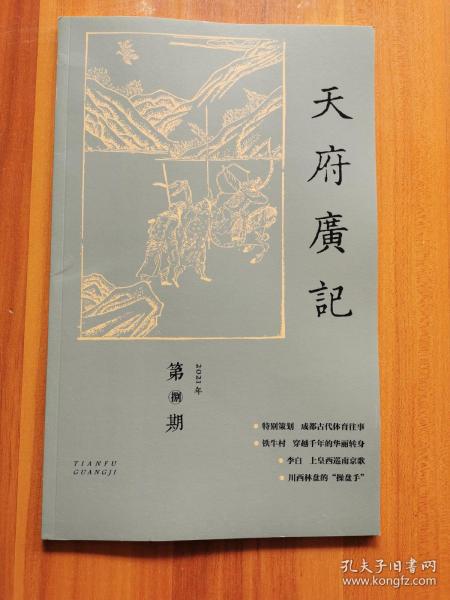 天府廣記
2021年
第捌期
特别策划 成都古代体育往事
铁牛村 穿越千年的华丽转身
李白 上皇西巡南京歌
川西林盘的“操盘手”
TIANFU
GUANGJI
孔夫子旧书网
www.kongfz.com